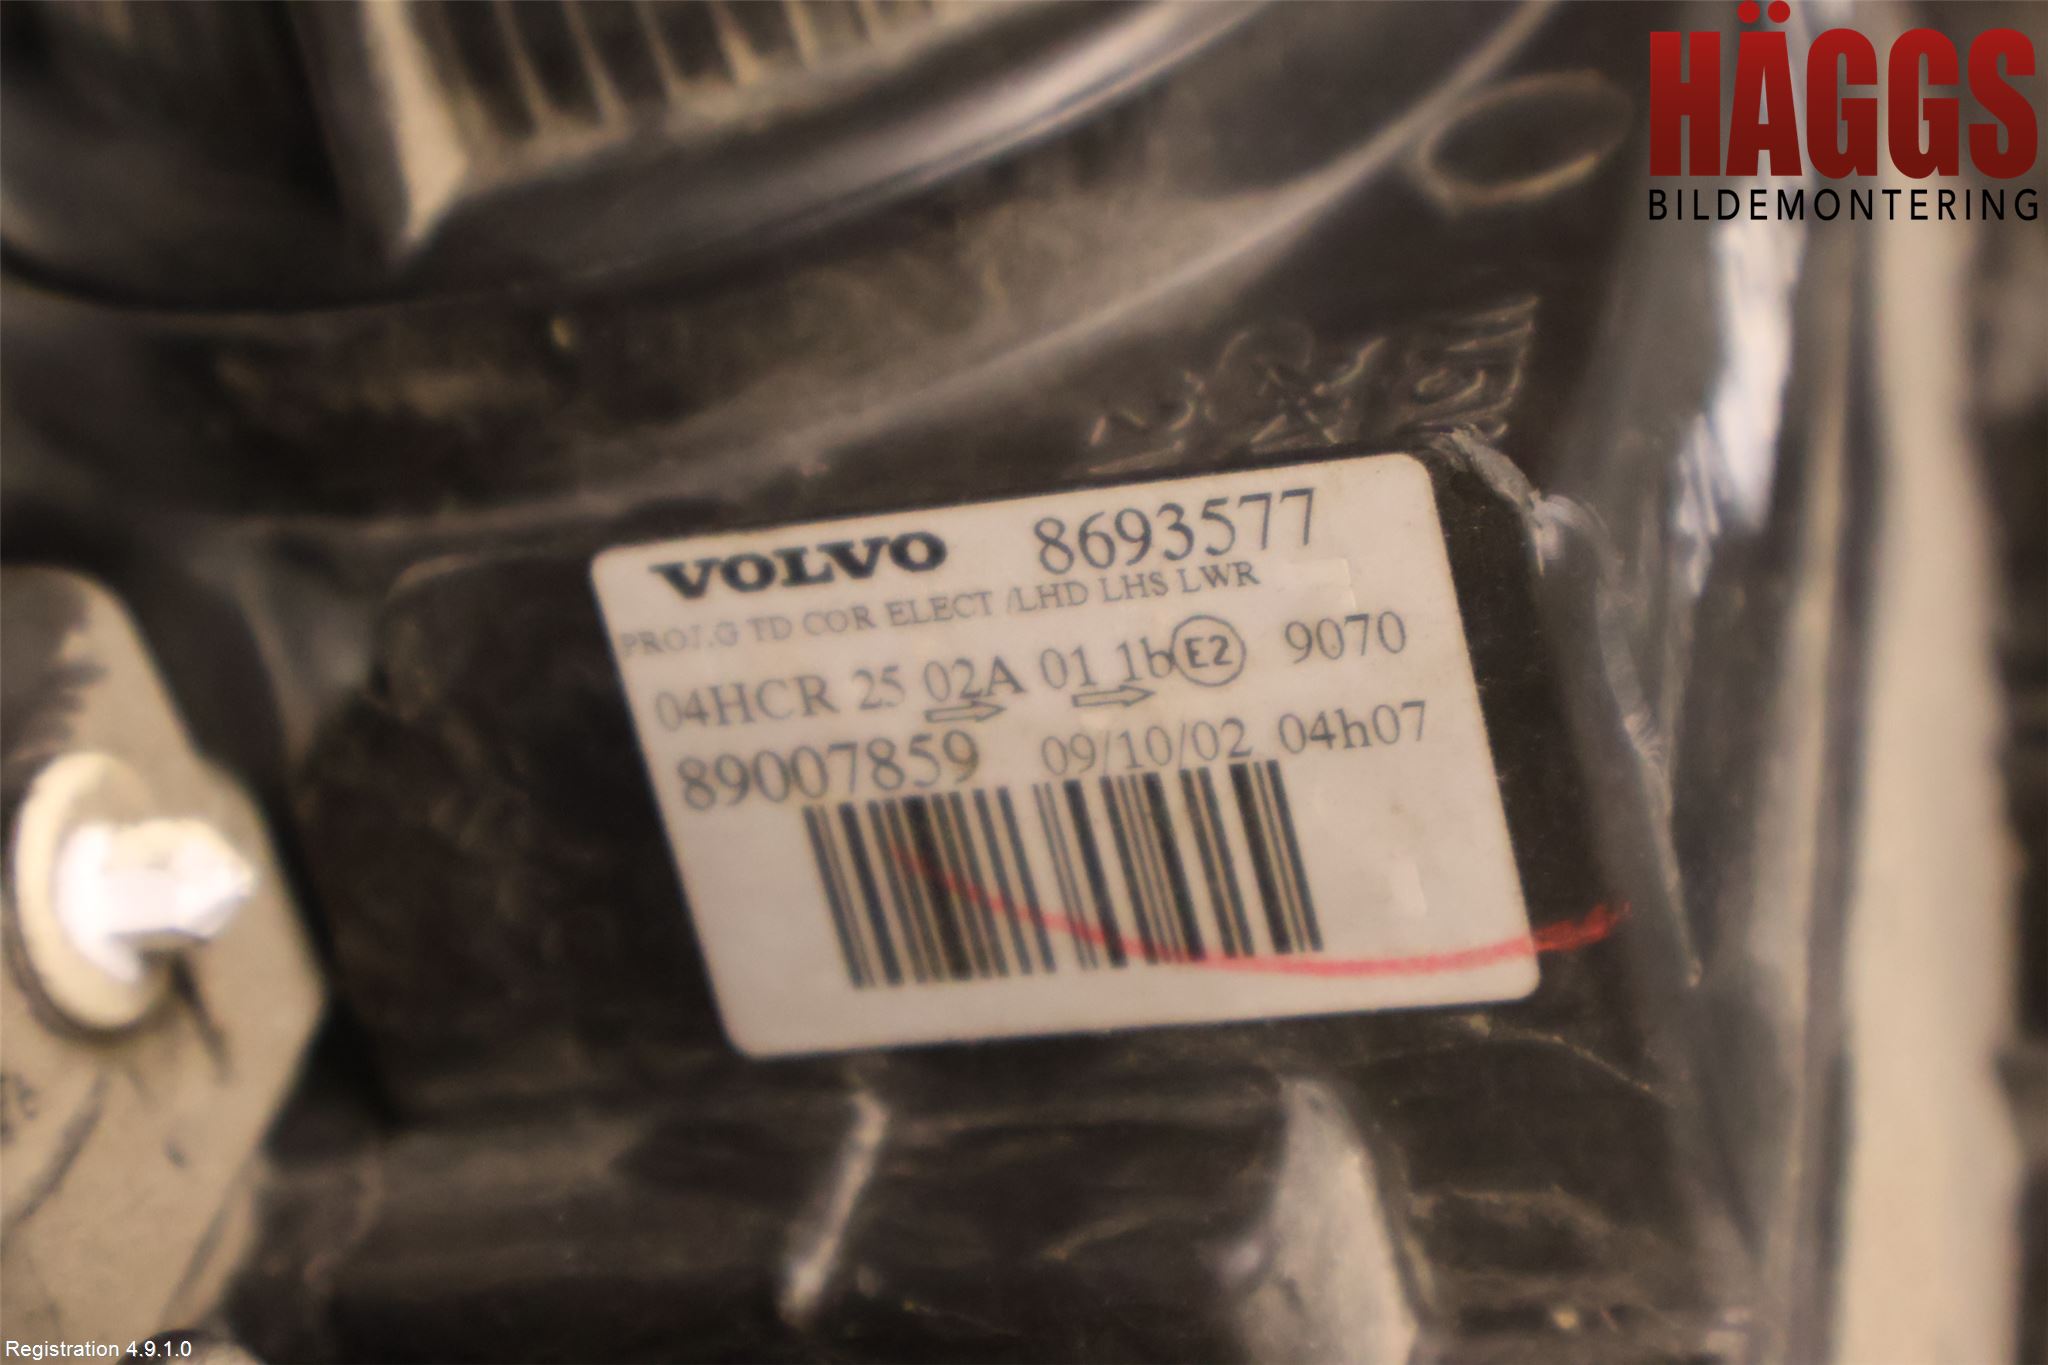 HÄGGS
BILDEMONTERING
VOLVO 8693577
PROJ.G TD COR ELECT /LHD LHS LWR
04HCR 25 02A 01 1b E2 9070
89007859 09/10/02 04h07
Registration 4.9.1.0